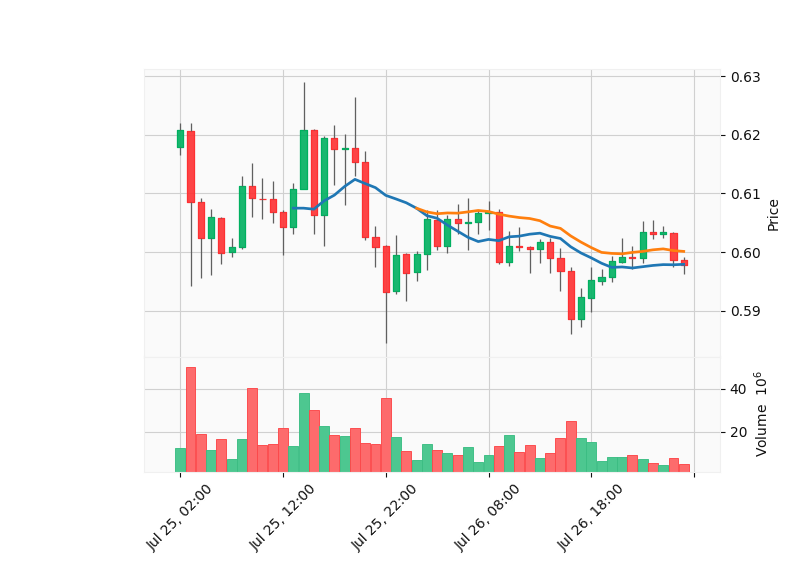 0.63
0.62
0.61
0.60
0.59
Price
40
20
Volume 10^6
Jul 25, 02:00
Jul 25, 12:00
Jul 25, 22:00
Jul 26, 08:00
Jul 26, 18:00